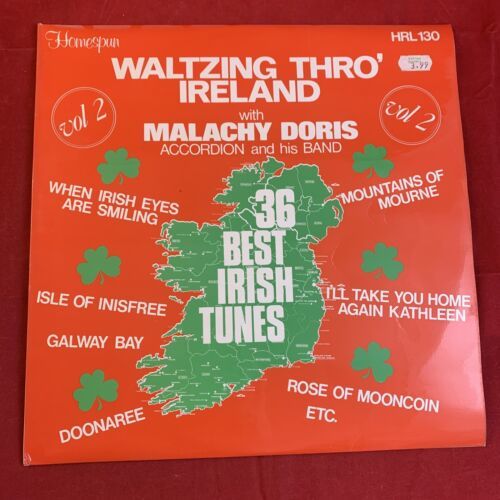 Homespun
HRL 130
3.99
WALTZING THRO'
IRELAND
with
MALACHY DORIS
ACCORDION and his BAND
vol 2
vol 2
WHEN IRISH EYES
ARE SMILING
MOUNTAINS OF
MOURNE
36
BEST
IRISH
TUNES
ISLE OF INISFREE
I'LL TAKE YOU HOME
AGAIN KATHLEEN
GALWAY BAY
DOONAREE
ROSE OF MOONCOIN
ETC.